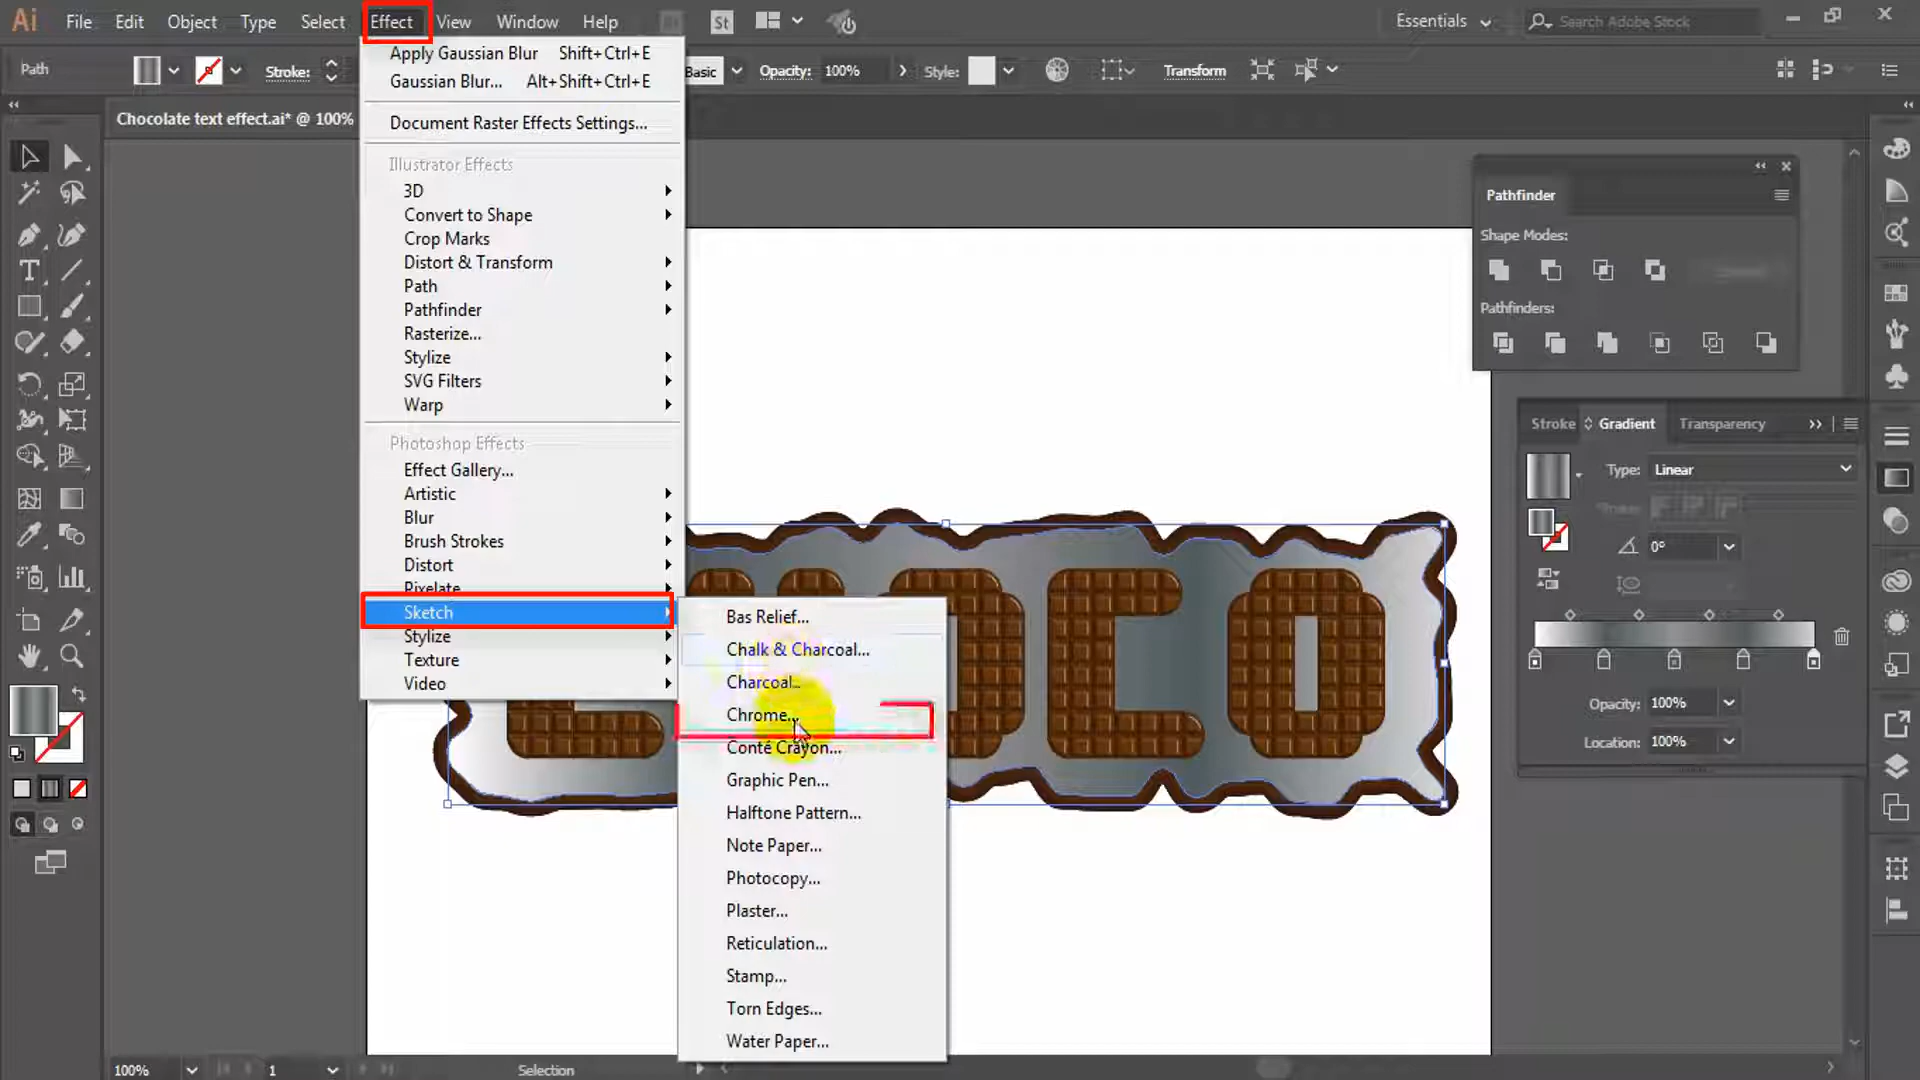 Ai File Edit Object Type Select Effect View Window Help St Essentials Search Adobe Stock
Path Stroke: Basic Opacity: 100% Style: Transform
Chocolate text effect.ai* @ 100%
Apply Gaussian Blur Shift+Ctrl+E
Gaussian Blur... Alt+Shift+Ctrl+E
Document Raster Effects Settings...
Illustrator Effects
3D
Convert to Shape
Crop Marks
Distort & Transform
Path
Pathfinder
Rasterize...
Stylize
SVG Filters
Warp
Photoshop Effects
Effect Gallery...
Artistic
Blur
Brush Strokes
Distort
Pixelate
Sketch
Stylize
Texture
Video
Bas Relief...
Chalk & Charcoal...
Charcoal...
Chrome...
Conté Crayon...
Graphic Pen...
Halftone Pattern...
Note Paper...
Photocopy...
Plaster...
Reticulation...
Stamp...
Torn Edges...
Water Paper...
OCO
Pathfinder
Shape Modes:
Pathfinders:
Stroke Gradient Transparency
Type: Linear
0°
Opacity: 100%
Location: 100%
100% 1 Selection